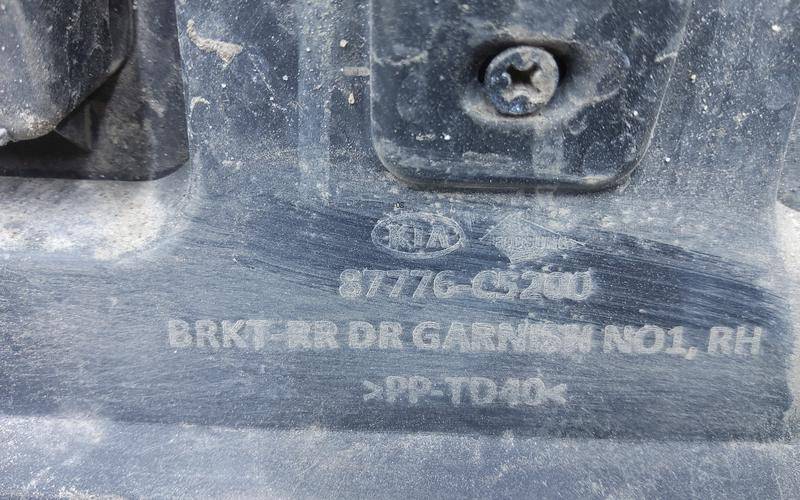 KIA
87776-C5200
BRKT-RR DR GARNISH NO1, RH
>PP-TD40<